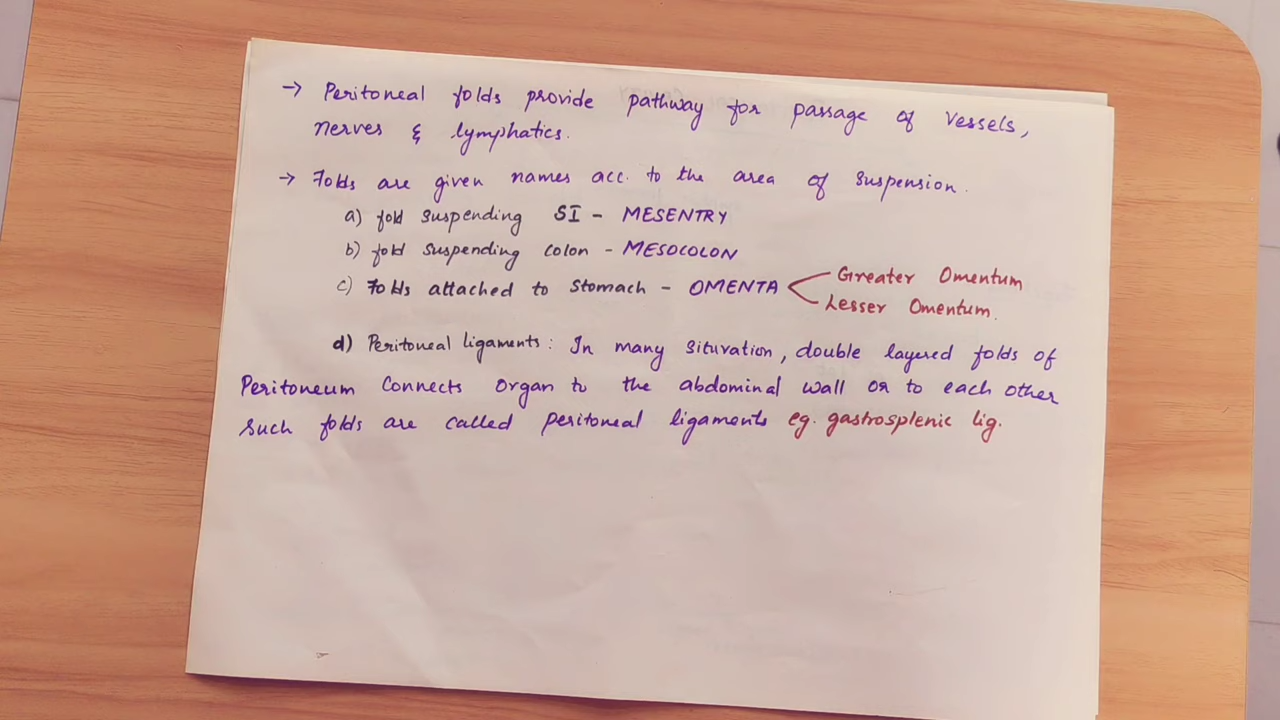 → Peritoneal folds provide pathway for passage of vessels,
nerves & lymphatics.
→ Folds are given names acc. to the area of suspension.
a) fold suspending SI - MESENTRY
b) fold suspending colon - MESOCOLON
c) Folds attached to Stomach - OMENTA
Greater Omentum
Lesser Omentum.
d) Peritoneal ligaments: In many situvation, double layered folds of
Peritoneum connects organ to the abdominal wall or to each other
such folds are called peritoneal ligaments eg. gastrosplenic lig.